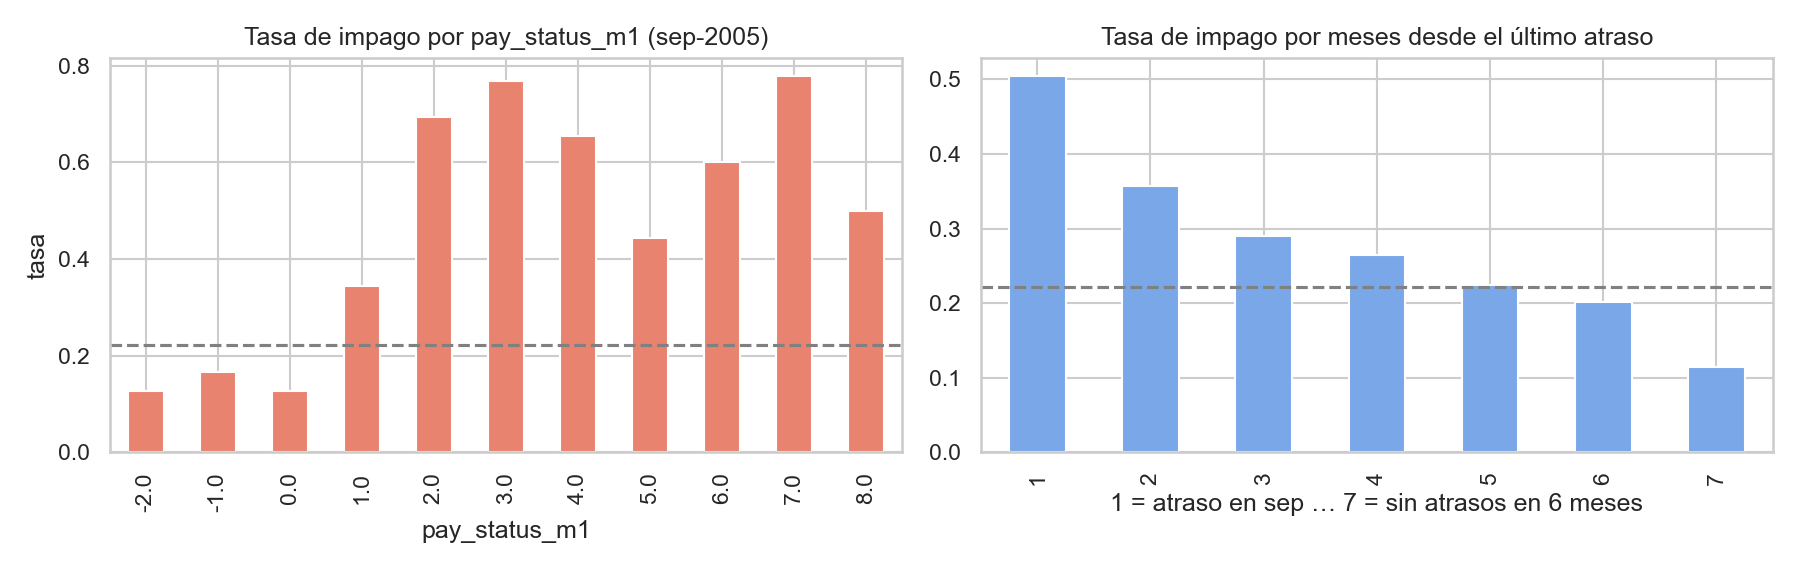 Tasa de impago por pay_status_m1 (sep-2005)
0.8
0.6
0.4
0.2
0.0
tasa
-2.0 -1.0 0.0 1.0 2.0 3.0 4.0 5.0 6.0 7.0 8.0
pay_status_m1
Tasa de impago por meses desde el último atraso
0.5
0.4
0.3
0.2
0.1
0.0
1 2 3 4 5 6 7
1 = atraso en sep … 7 = sin atrasos en 6 meses